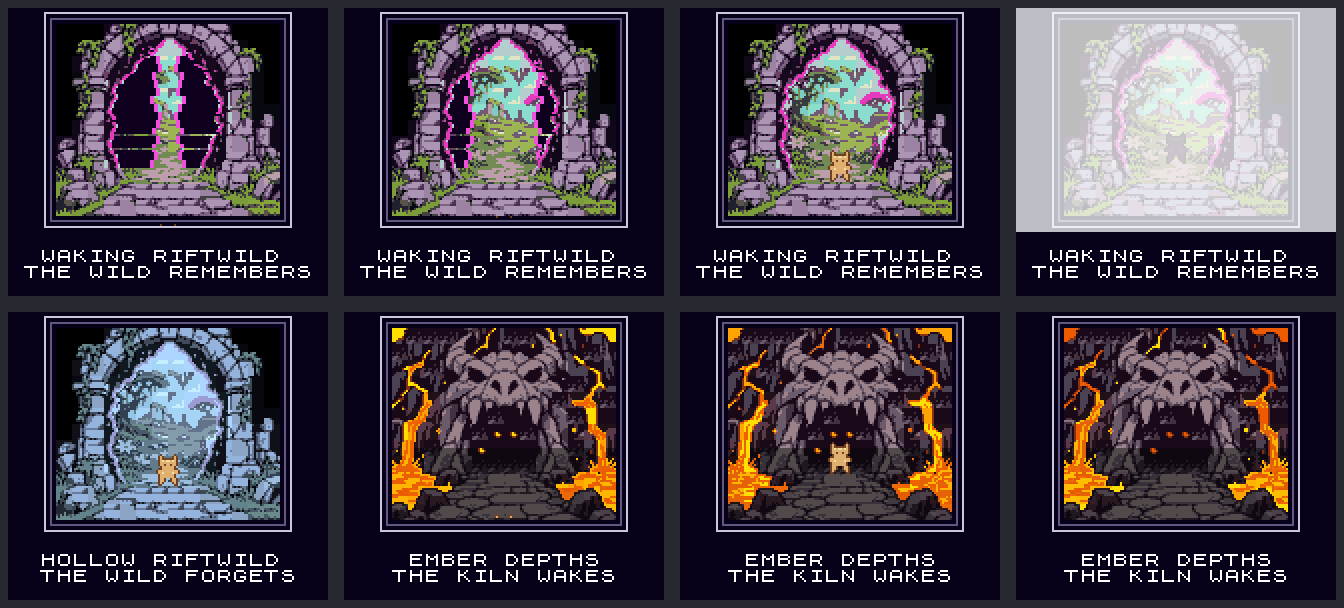 WAKING RIFTWILD
THE WILD REMEMBERS
WAKING RIFTWILD
THE WILD REMEMBERS
WAKING RIFTWILD
THE WILD REMEMBERS
WAKING RIFTWILD
THE WILD REMEMBERS
HOLLOW RIFTWILD
THE WILD FORGETS
EMBER DEPTHS
THE KILN WAKES
EMBER DEPTHS
THE KILN WAKES
EMBER DEPTHS
THE KILN WAKES